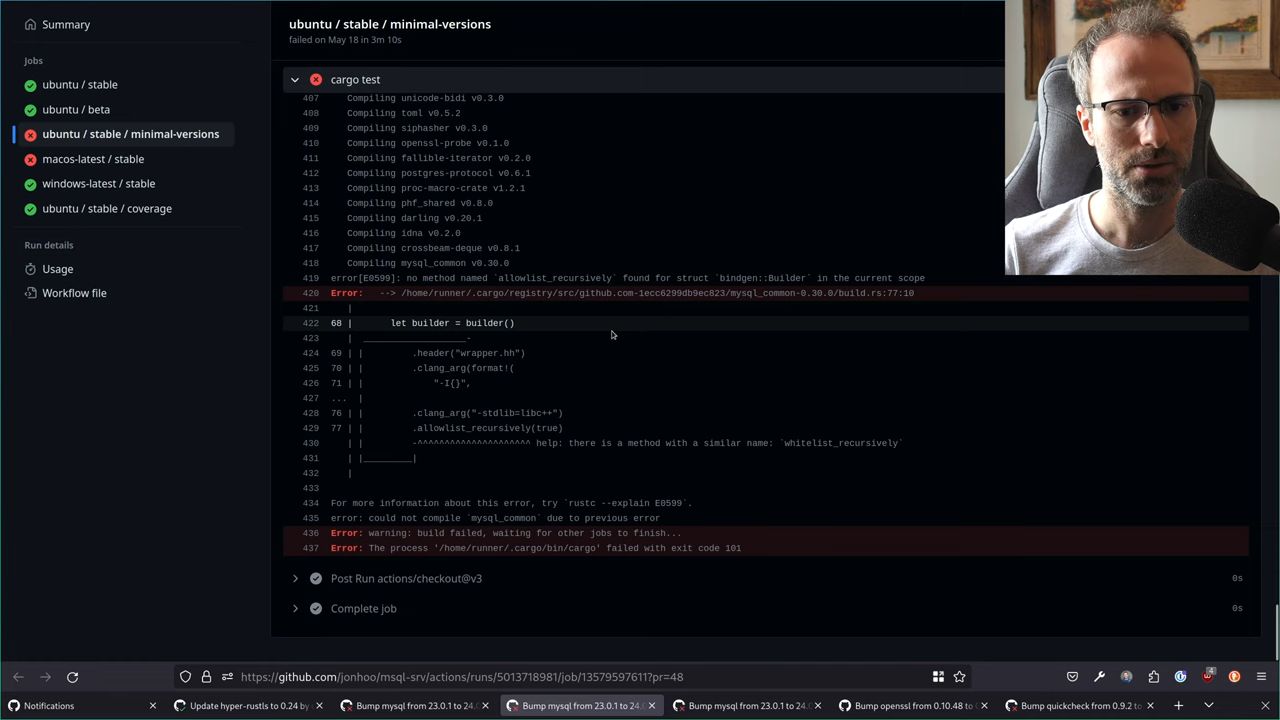 Summary
Jobs
ubuntu / stable
ubuntu / beta
ubuntu / stable / minimal-versions
macos-latest / stable
windows-latest / stable
ubuntu / stable / coverage
Run details
Usage
Workflow file
ubuntu / stable / minimal-versions
failed on May 18 in 3m 10s
cargo test
407 Compiling unicode-bidi v0.3.0
408 Compiling toml v0.5.2
409 Compiling siphasher v0.3.0
410 Compiling openssl-probe v0.1.0
411 Compiling fallible-iterator v0.2.0
412 Compiling postgres-protocol v0.6.1
413 Compiling proc-macro-crate v1.2.1
414 Compiling phf_shared v0.8.0
415 Compiling darling v0.20.1
416 Compiling idna v0.2.0
417 Compiling crossbeam-deque v0.8.1
418 Compiling mysql_common v0.30.0
419 error[E0599]: no method named `allowlist_recursively` found for struct `bindgen::Builder` in the current scope
420 Error: --> /home/runner/.cargo/registry/src/github.com-1ecc6299db9ec823/mysql_common-0.30.0/build.rs:77:10
421 |
422 68 | let builder = builder()
423 | ___________________-
424 69 | | .header("wrapper.hh")
425 70 | | .clang_arg(format!(
426 71 | | "-I{}",
427 ... |
428 76 | | .clang_arg("-stdlib=libc++")
429 77 | | .allowlist_recursively(true)
430 | | -^^^^^^^^^^^^^^^^^^^^^ help: there is a method with a similar name: `whitelist_recursively`
431 | |_________|
432 |
433
434 For more information about this error, try `rustc --explain E0599`.
435 error: could not compile `mysql_common` due to previous error
436 Error: warning: build failed, waiting for other jobs to finish...
437 Error: The process '/home/runner/.cargo/bin/cargo' failed with exit code 101
Post Run actions/checkout@v3 0s
Complete job 0s
https://github.com/jonhoo/msql-srv/actions/runs/5013718981/job/13579597611?pr=48
4
Notifications
Update hyper-rustls to 0.24 by
Bump mysql from 23.0.1 to 24.
Bump mysql from 23.0.1 to 24.
Bump mysql from 23.0.1 to 24.
Bump openssl from 0.10.48 to
Bump quickcheck from 0.9.2 to